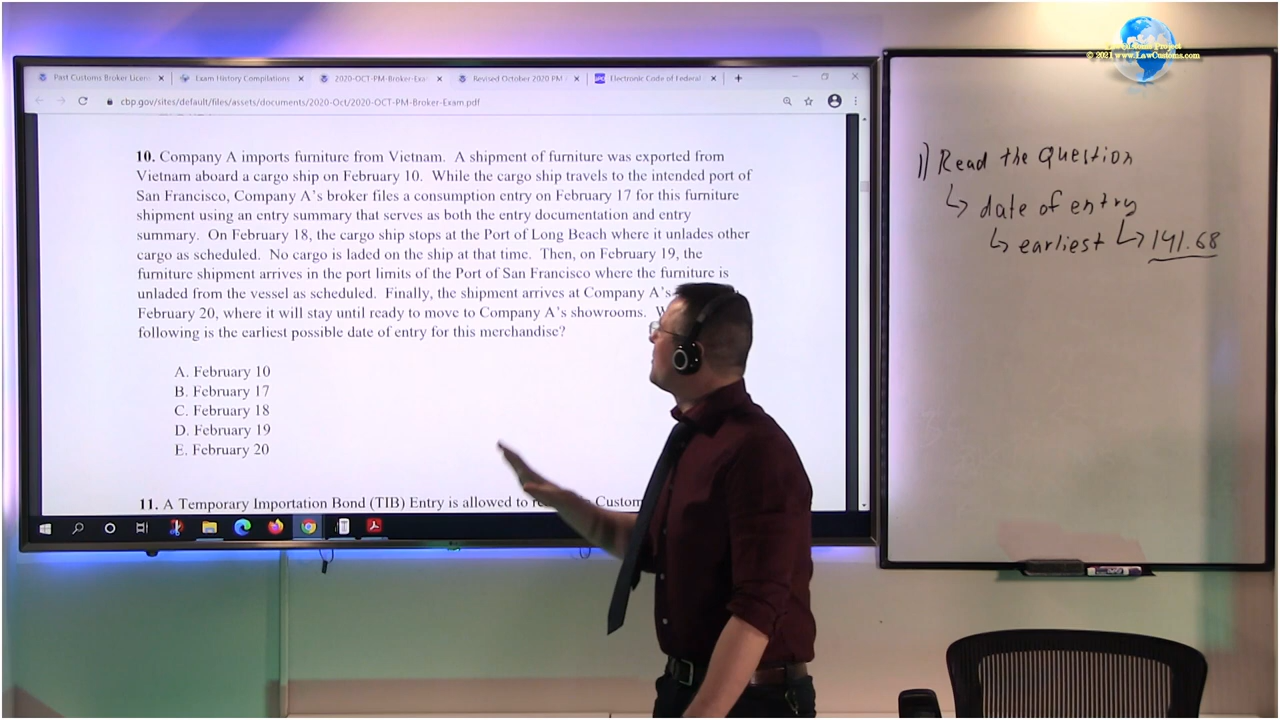 LawCustoms Project
© 2021 www.LawCustoms.com
Past Customs Broker Licen
Exam History Compilations
2020-OCT-PM-Broker-Exa
Revised October 2020 PM
Electronic Code of Federal
cbp.gov/sites/default/files/assets/documents/2020-Oct/2020-OCT-PM-Broker-Exam.pdf
10. Company A imports furniture from Vietnam. A shipment of furniture was exported from
Vietnam aboard a cargo ship on February 10. While the cargo ship travels to the intended port of
San Francisco, Company A's broker files a consumption entry on February 17 for this furniture
shipment using an entry summary that serves as both the entry documentation and entry
summary. On February 18, the cargo ship stops at the Port of Long Beach where it unlades other
cargo as scheduled. No cargo is laded on the ship at that time. Then, on February 19, the
furniture shipment arrives in the port limits of the Port of San Francisco where the furniture is
unladed from the vessel as scheduled. Finally, the shipment arrives at Company A's
February 20, where it will stay until ready to move to Company A's showrooms.
following is the earliest possible date of entry for this merchandise?
A. February 10
B. February 17
C. February 18
D. February 19
E. February 20
11. A Temporary Importation Bond (TIB) Entry is allowed to
Custom
1) Read the Question
↳ date of entry
↳ earliest ↳ 141.68